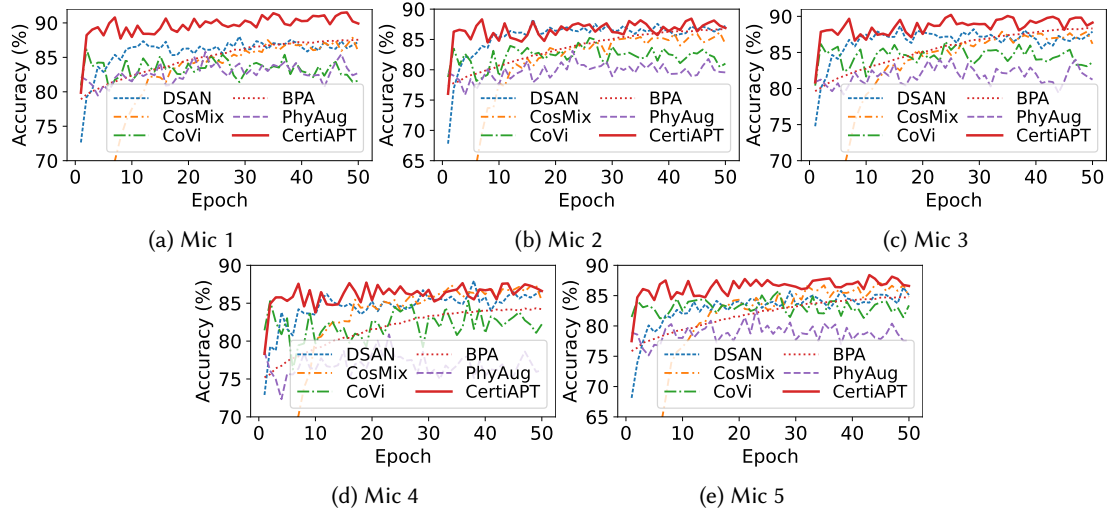 90
85
80
75
70
Accuracy (%)
0 10 20 30 40 50
Epoch
DSAN
CosMix
CoVi
BPA
PhyAug
CertiAPT
(a) Mic 1
90
85
80
75
70
65
Accuracy (%)
0 10 20 30 40 50
Epoch
DSAN
CosMix
CoVi
BPA
PhyAug
CertiAPT
(b) Mic 2
90
85
80
75
70
Accuracy (%)
0 10 20 30 40 50
Epoch
DSAN
CosMix
CoVi
BPA
PhyAug
CertiAPT
(c) Mic 3
90
85
80
75
70
Accuracy (%)
0 10 20 30 40 50
Epoch
DSAN
CosMix
CoVi
BPA
PhyAug
CertiAPT
(d) Mic 4
90
85
80
75
70
65
Accuracy (%)
0 10 20 30 40 50
Epoch
DSAN
CosMix
CoVi
BPA
PhyAug
CertiAPT
(e) Mic 5